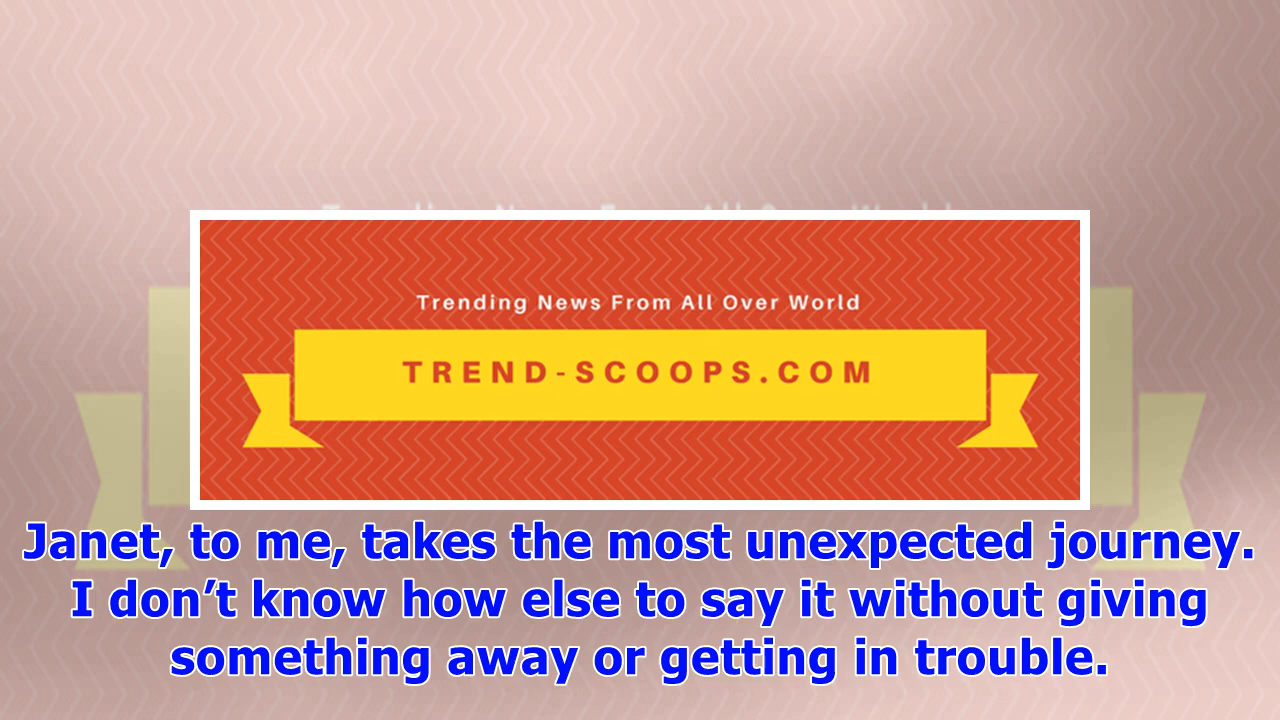 Trending News From All Over World
TREND-SCOOPS.COM
Janet, to me, takes the most unexpected journey.
I don’t know how else to say it without giving
something away or getting in trouble.